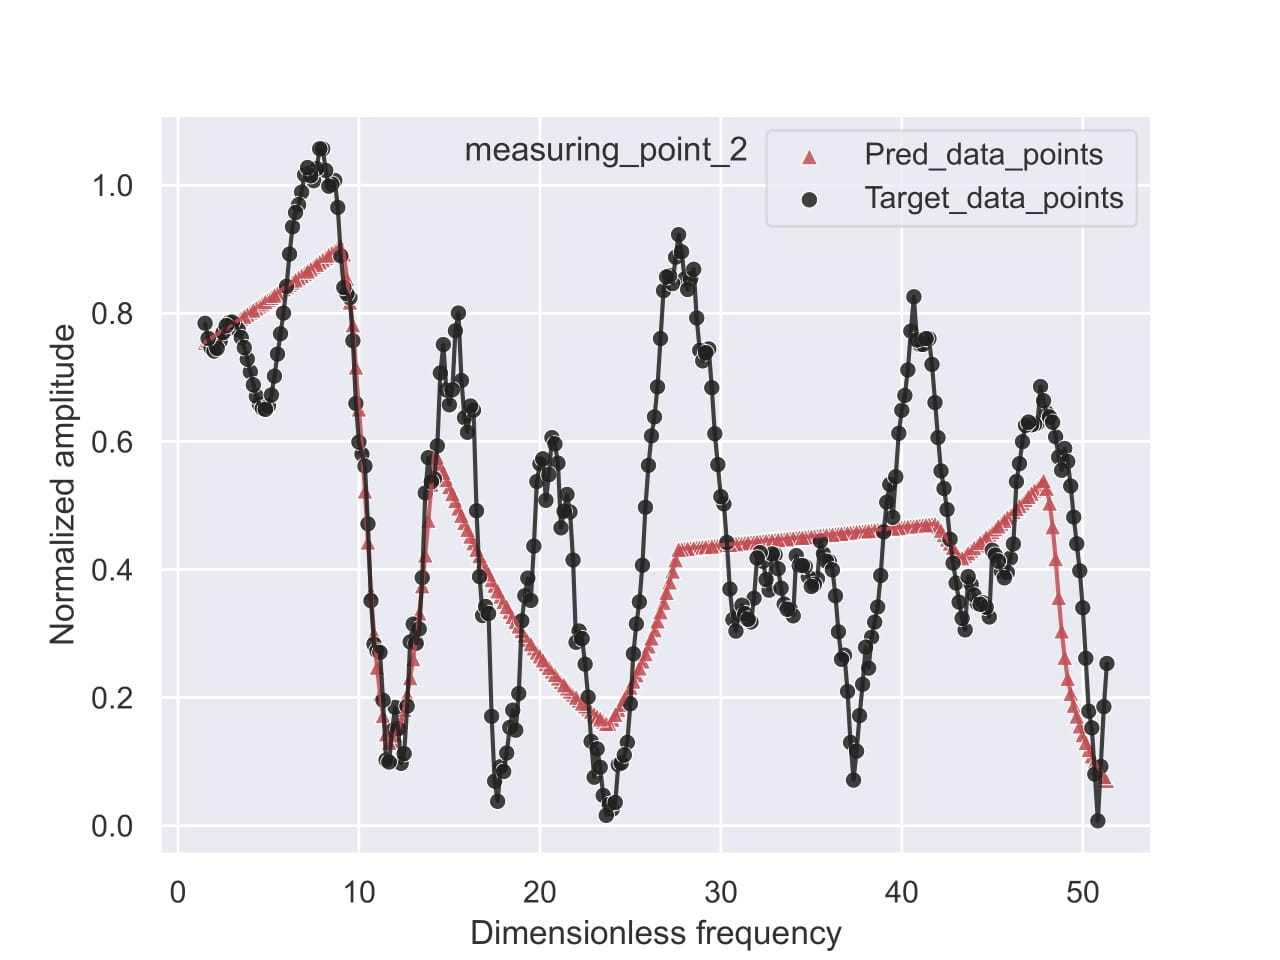 measuring_point_2
Pred_data_points
Target_data_points
1.0
0.8
0.6
0.4
0.2
0.0
Normalized amplitude
0 10 20 30 40 50
Dimensionless frequency